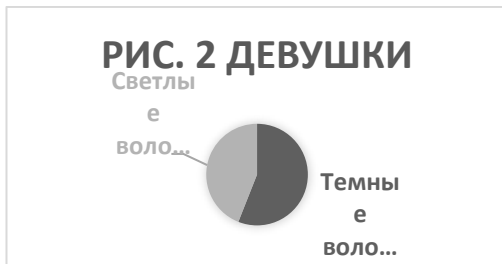 РИС. 2 ДЕВУШКИ
Светлы
е
воло...
Темны
е
воло...